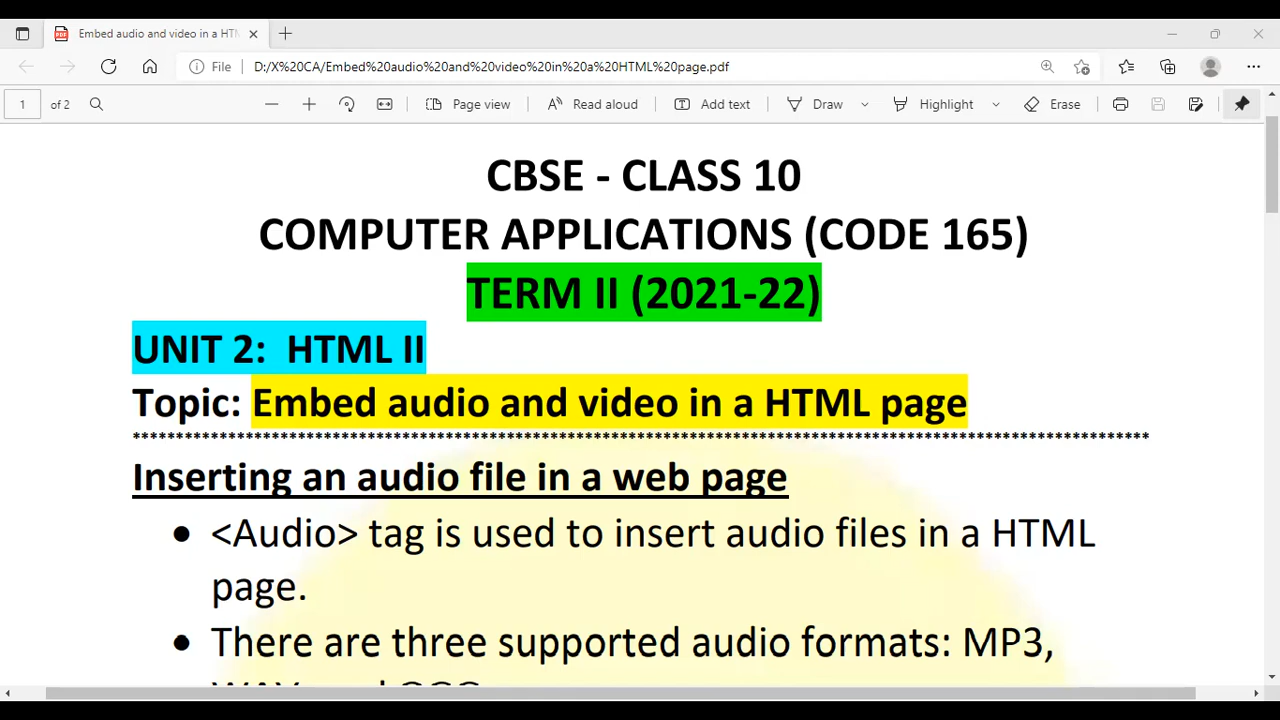 Embed audio and video in a HTM
File
D:/X%20CA/Embed%20audio%20and%20video%20in%20a%20HTML%20page.pdf
1 of 2
Page view
Read aloud
Add text
Draw
Highlight
Erase
CBSE - CLASS 10
COMPUTER APPLICATIONS (CODE 165)
TERM II (2021-22)
UNIT 2: HTML II
Topic: Embed audio and video in a HTML page
Inserting an audio file in a web page
• <Audio> tag is used to insert audio files in a HTML
page.
• There are three supported audio formats: MP3,